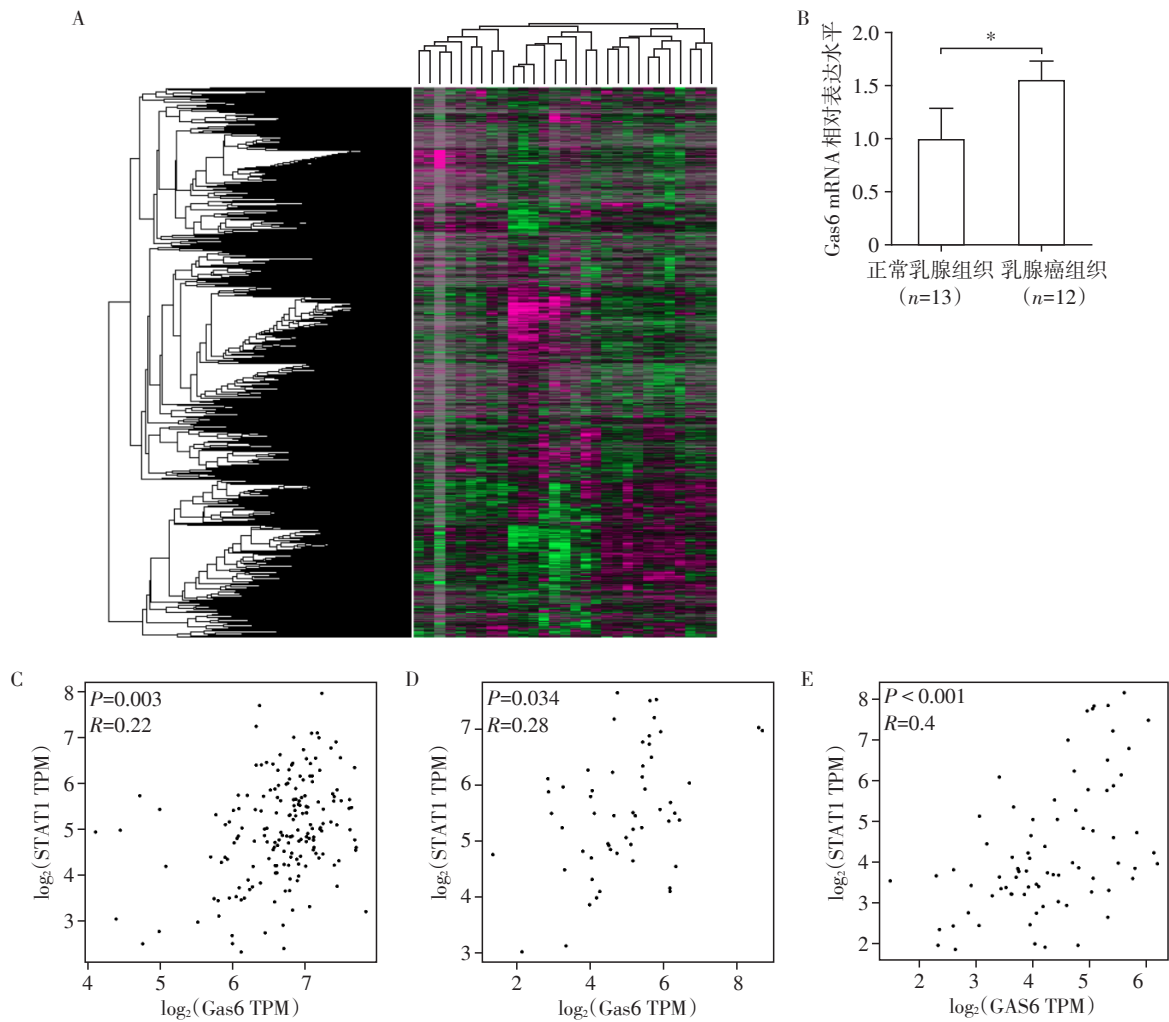 A
B
Gas6 mRNA 相对表达水平
2.0
1.5
1.0
0.5
0
*
正常乳腺组织 乳腺癌组织
(n=13) (n=12)
C
P=0.003
R=0.22
log₂(STAT1 TPM)
8
7
6
5
4
3
4 5 6 7
log₂(Gas6 TPM)
D
P=0.034
R=0.28
log₂(STAT1 TPM)
7
6
5
4
3
2 4 6 8
log₂(Gas6 TPM)
E
P<0.001
R=0.4
log₂(STAT1 TPM)
8
7
6
5
4
3
2
2 3 4 5 6
log₂(GAS6 TPM)